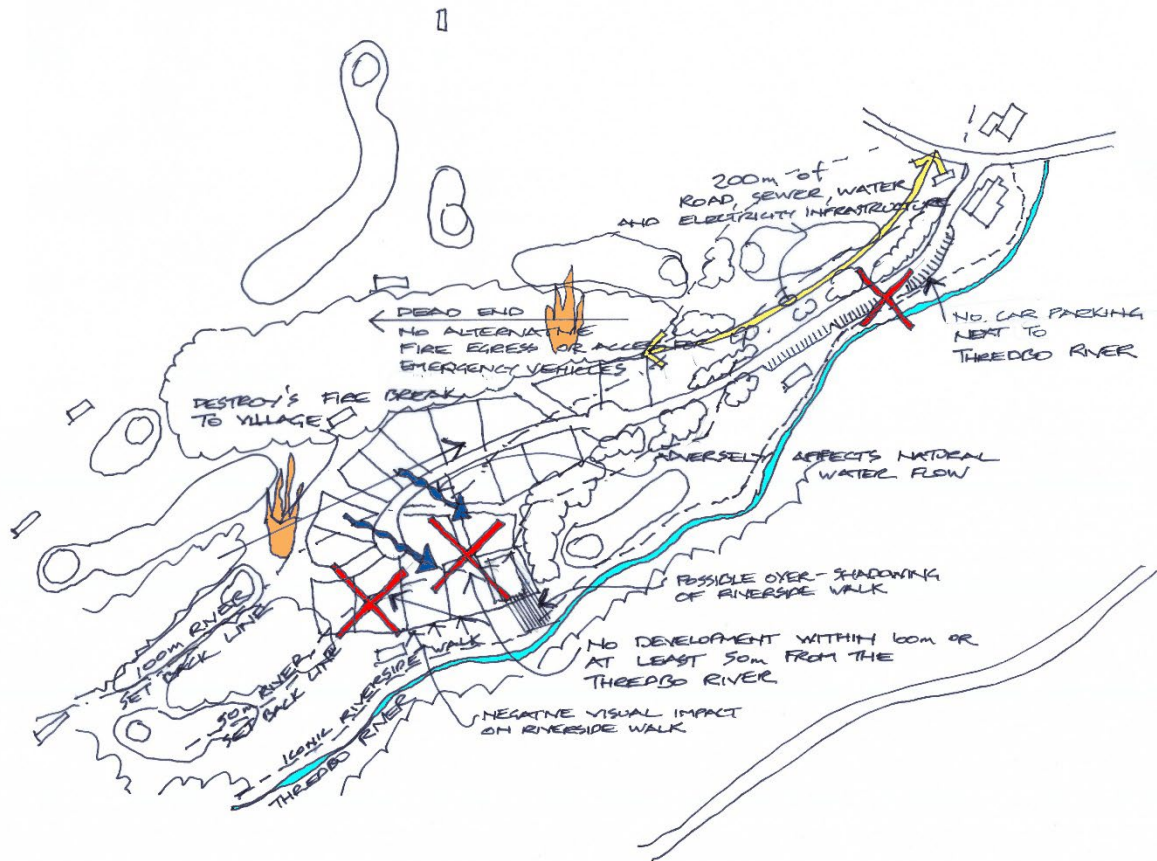 200m of
ROAD, SEWER, WATER
AND ELECTRICITY INFRASTRUCTURE
DEAD END
NO ALTERNATIVE
FIRE EGRESS OR ACCESS FOR
EMERGENCY VEHICLES
NO CAR PARKING
NEXT TO
THREDBO RIVER
DESTROY'S FIRE BREAK
TO VILLAGE
ADVERSELY AFFECTS NATURAL
WATER FLOW
POSSIBLE OVER-SHADOWING
OF RIVERSIDE WALK
NO DEVELOPMENT WITHIN 100m OR
AT LEAST 50m FROM THE
THREDBO RIVER
NEGATIVE VISUAL IMPACT
ON RIVERSIDE WALK
100m RIVER
SET BACK LINE
50m RIVER
SET BACK LINE
ICONIC RIVERSIDE WALK
THREDBO RIVER